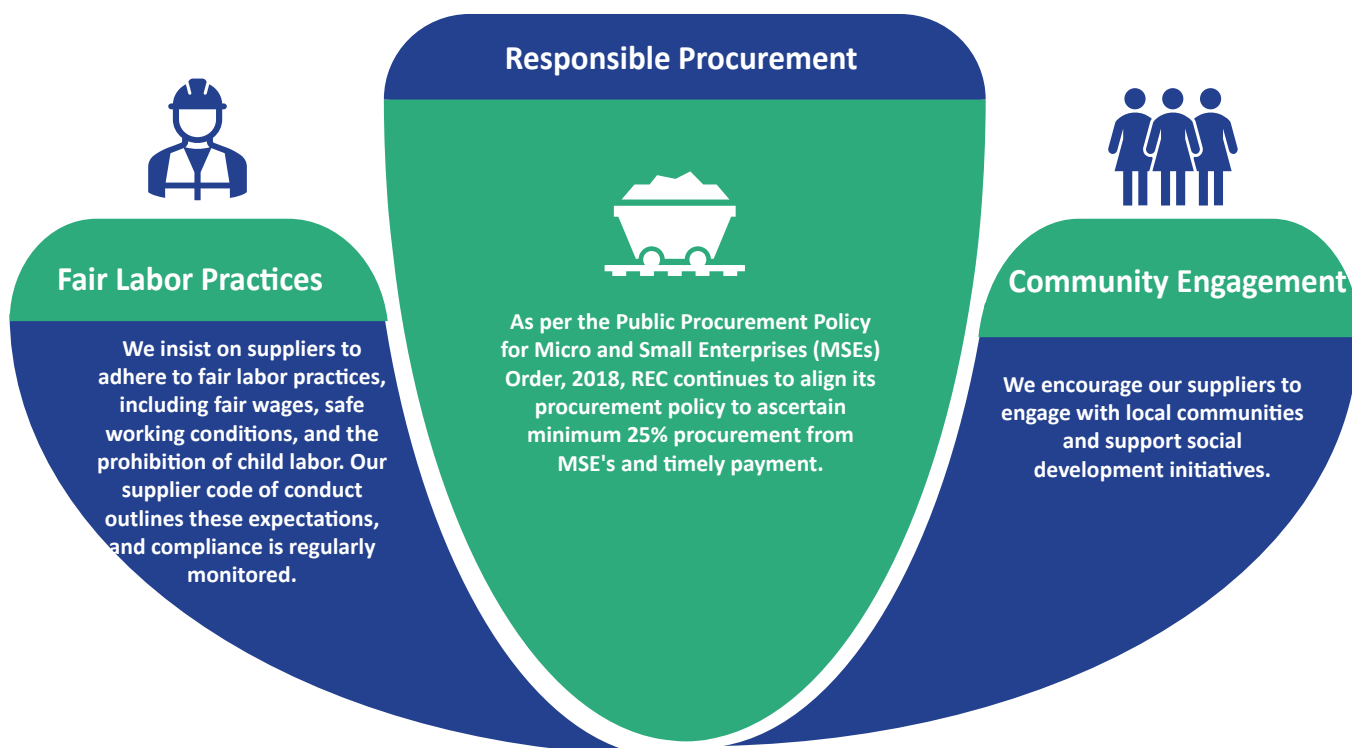 Responsible Procurement
As per the Public Procurement Policy
for Micro and Small Enterprises (MSEs)
Order, 2018, REC continues to align its
procurement policy to ascertain
minimum 25% procurement from
MSE's and timely payment.
Fair Labor Practices
We insist on suppliers to
adhere to fair labor practices,
including fair wages, safe
working conditions, and the
prohibition of child labor. Our
supplier code of conduct
outlines these expectations,
and compliance is regularly
monitored.
Community Engagement
We encourage our suppliers to
engage with local communities
and support social
development initiatives.